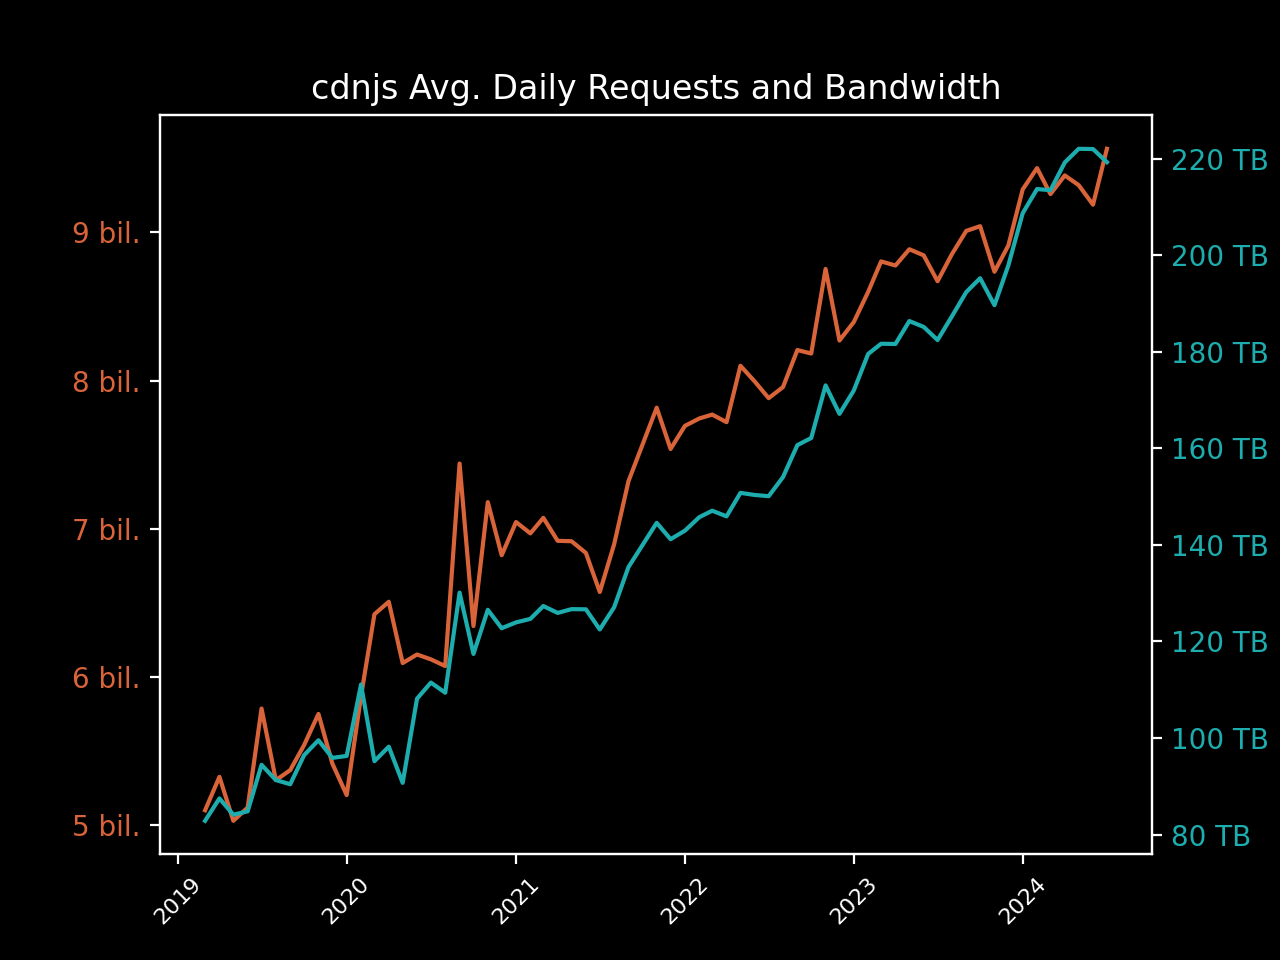 cdnjs Avg. Daily Requests and Bandwidth
9 bil.
8 bil.
7 bil.
6 bil.
5 bil.
220 TB
200 TB
180 TB
160 TB
140 TB
120 TB
100 TB
80 TB
2019
2020
2021
2022
2023
2024